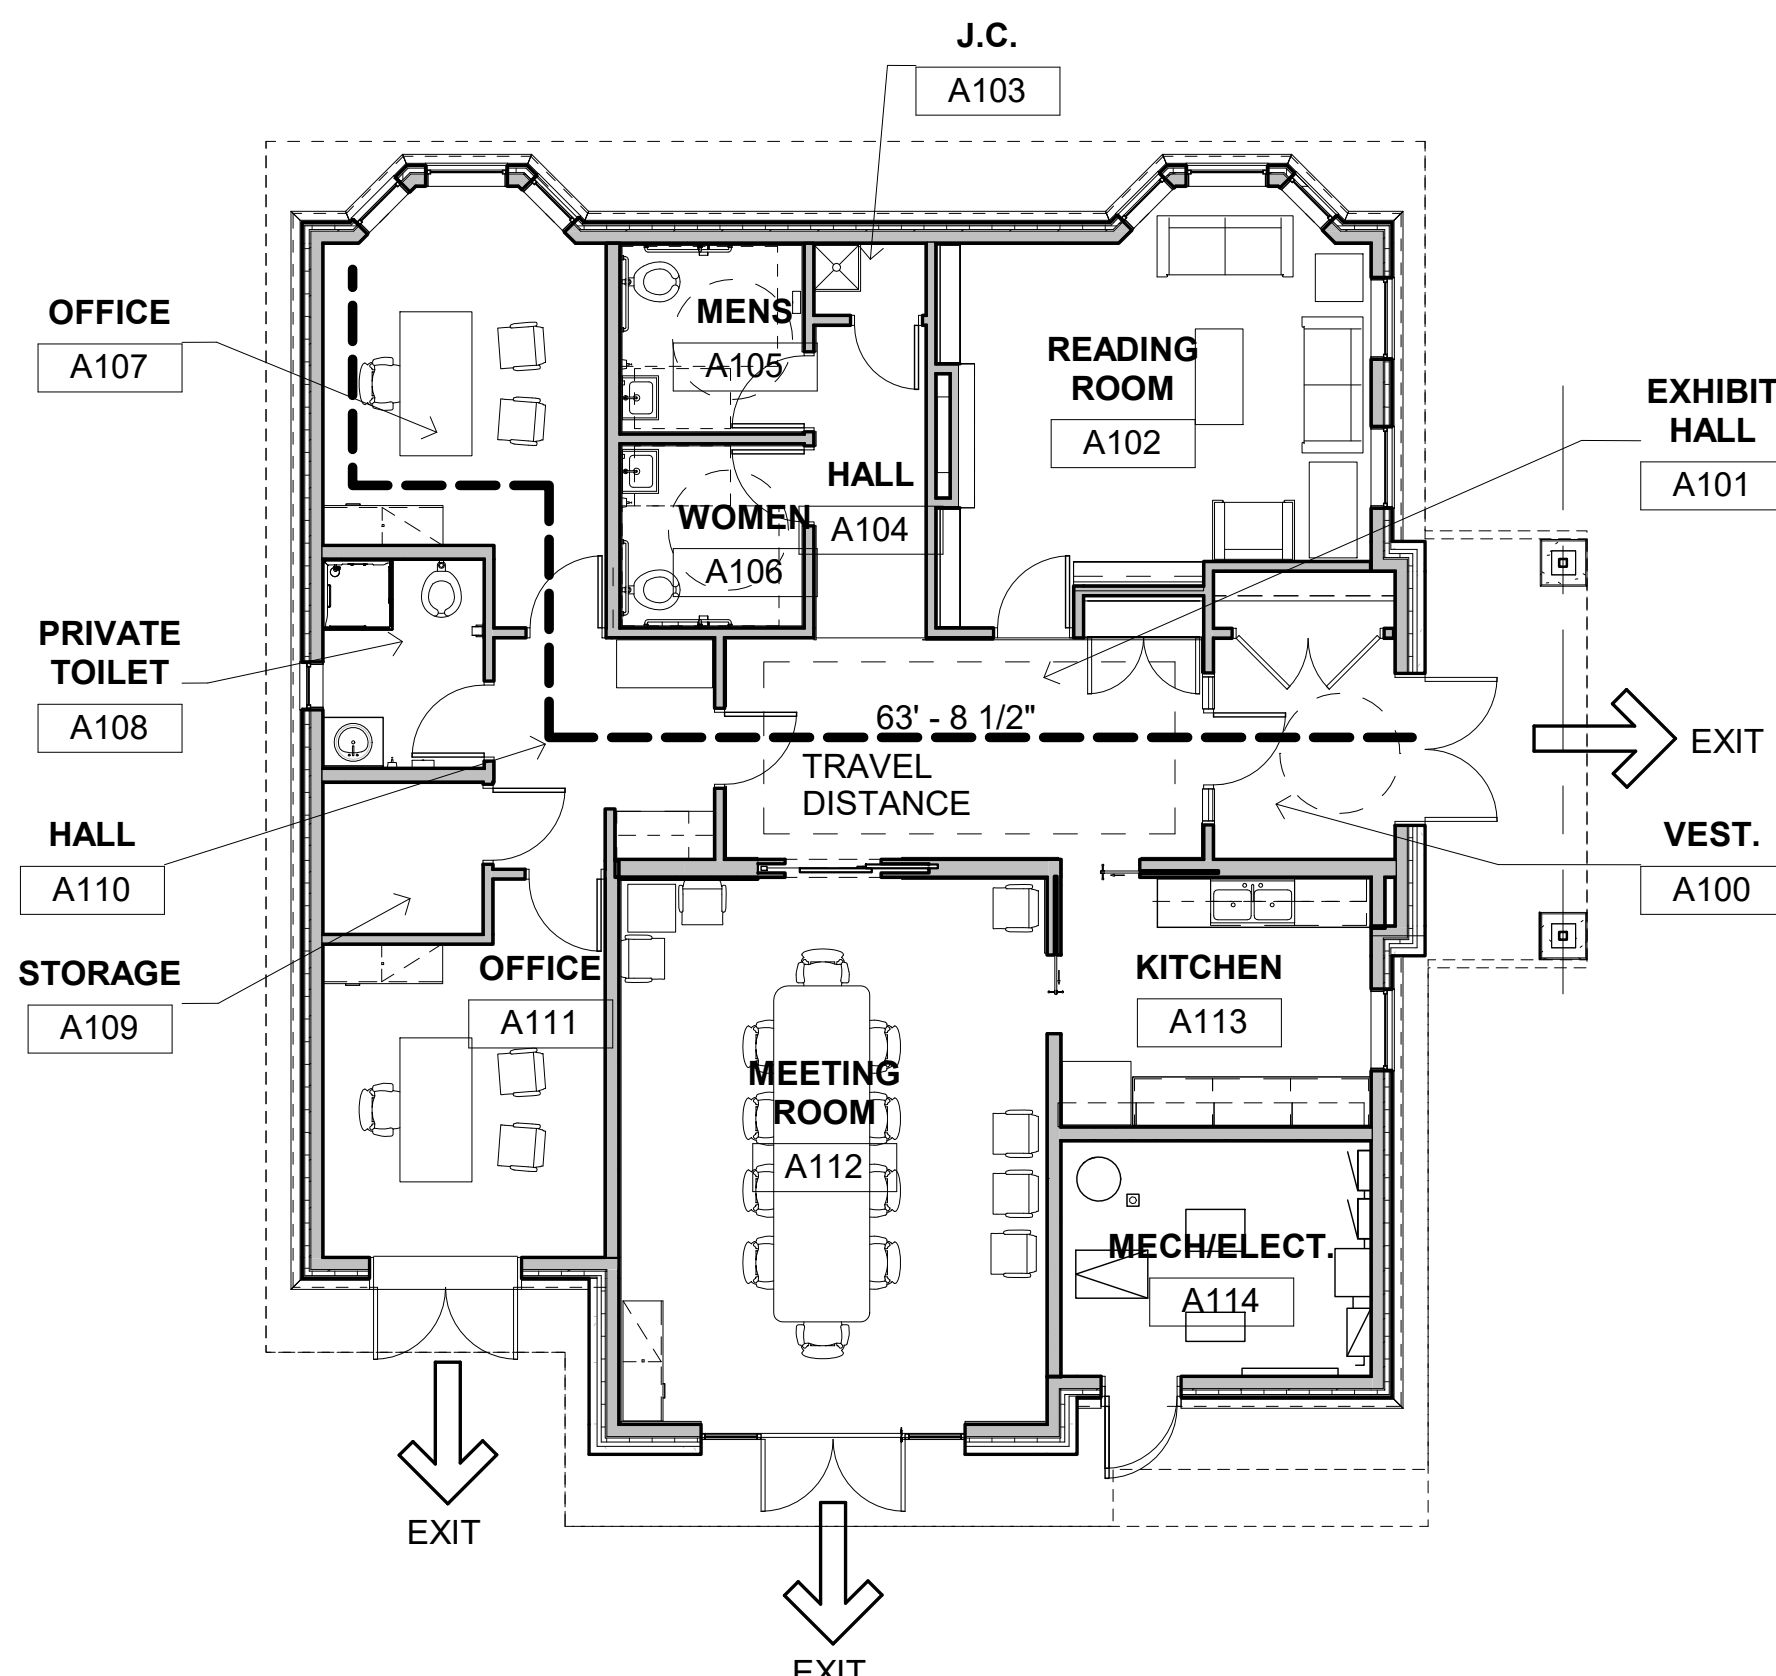 J.C.
A103
OFFICE
A107
MENS
A105
READING
ROOM
A102
EXHIBIT
HALL
A101
HALL
A104
WOMEN
A106
PRIVATE
TOILET
A108
63' - 8 1/2"
TRAVEL
DISTANCE
EXIT
HALL
A110
VEST.
A100
STORAGE
A109
OFFICE
A111
KITCHEN
A113
MEETING
ROOM
A112
MECH/ELECT.
A114
EXIT
EXIT